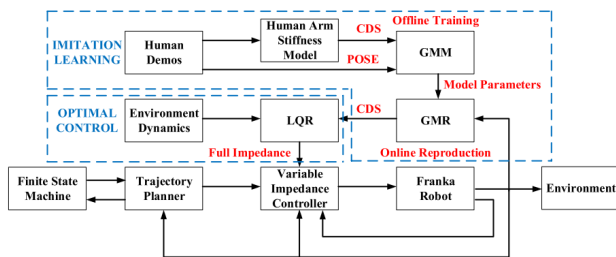 Offline Training
IMITATION
LEARNING
Human
Demos
Human Arm
Stiffness
Model
CDS
POSE
GMM
Model Parameters
OPTIMAL
CONTROL
Environment
Dynamics
LQR
CDS
GMR
Full Impedance
Online Reproduction
Finite State
Machine
Trajectory
Planner
Variable
Impedance
Controller
Franka
Robot
Environment